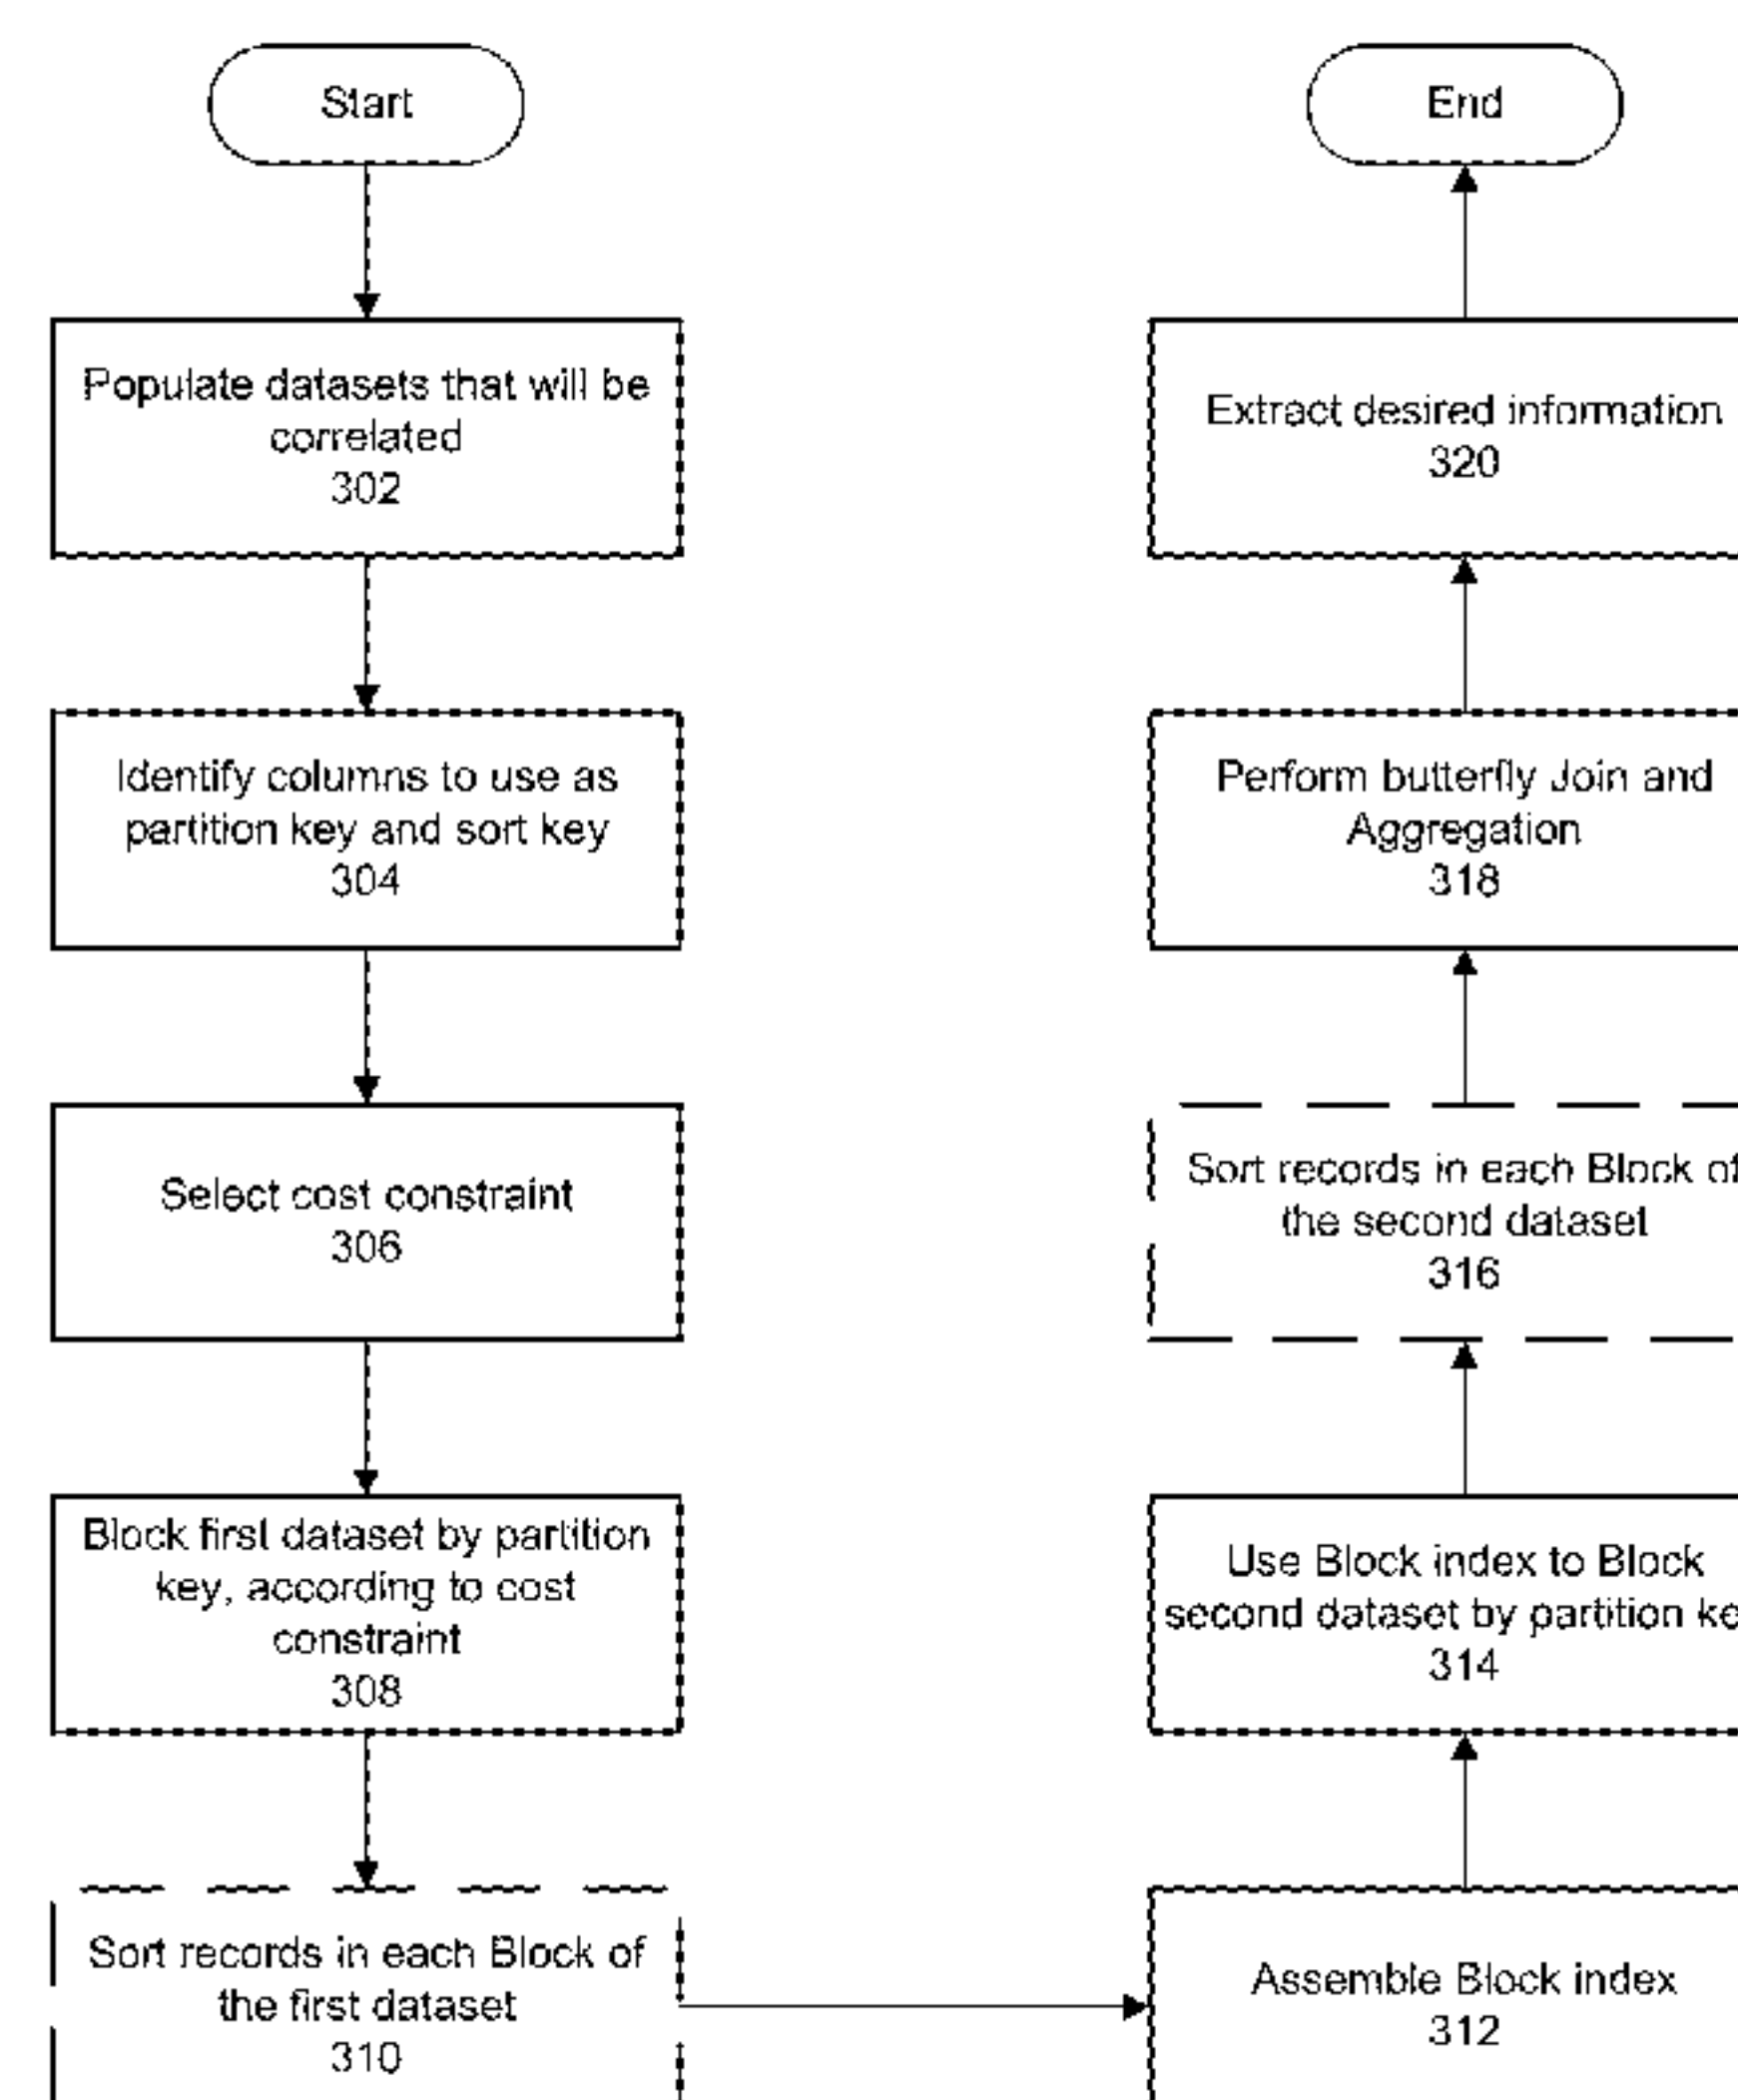 Start
Populate datasets that will be
correlated
302
Identify columns to use as
partition key and sort key
304
Select cost constraint
306
Block first dataset by partition
key, according to cost
constraint
308
Sort records in each Block of
the first dataset
310
Assemble Block index
312
Use Block index to Block
second dataset by partition ke
314
Sort records in each Block of
the second dataset
316
Perform butterfly Join and
Aggregation
318
Extract desired information
320
End